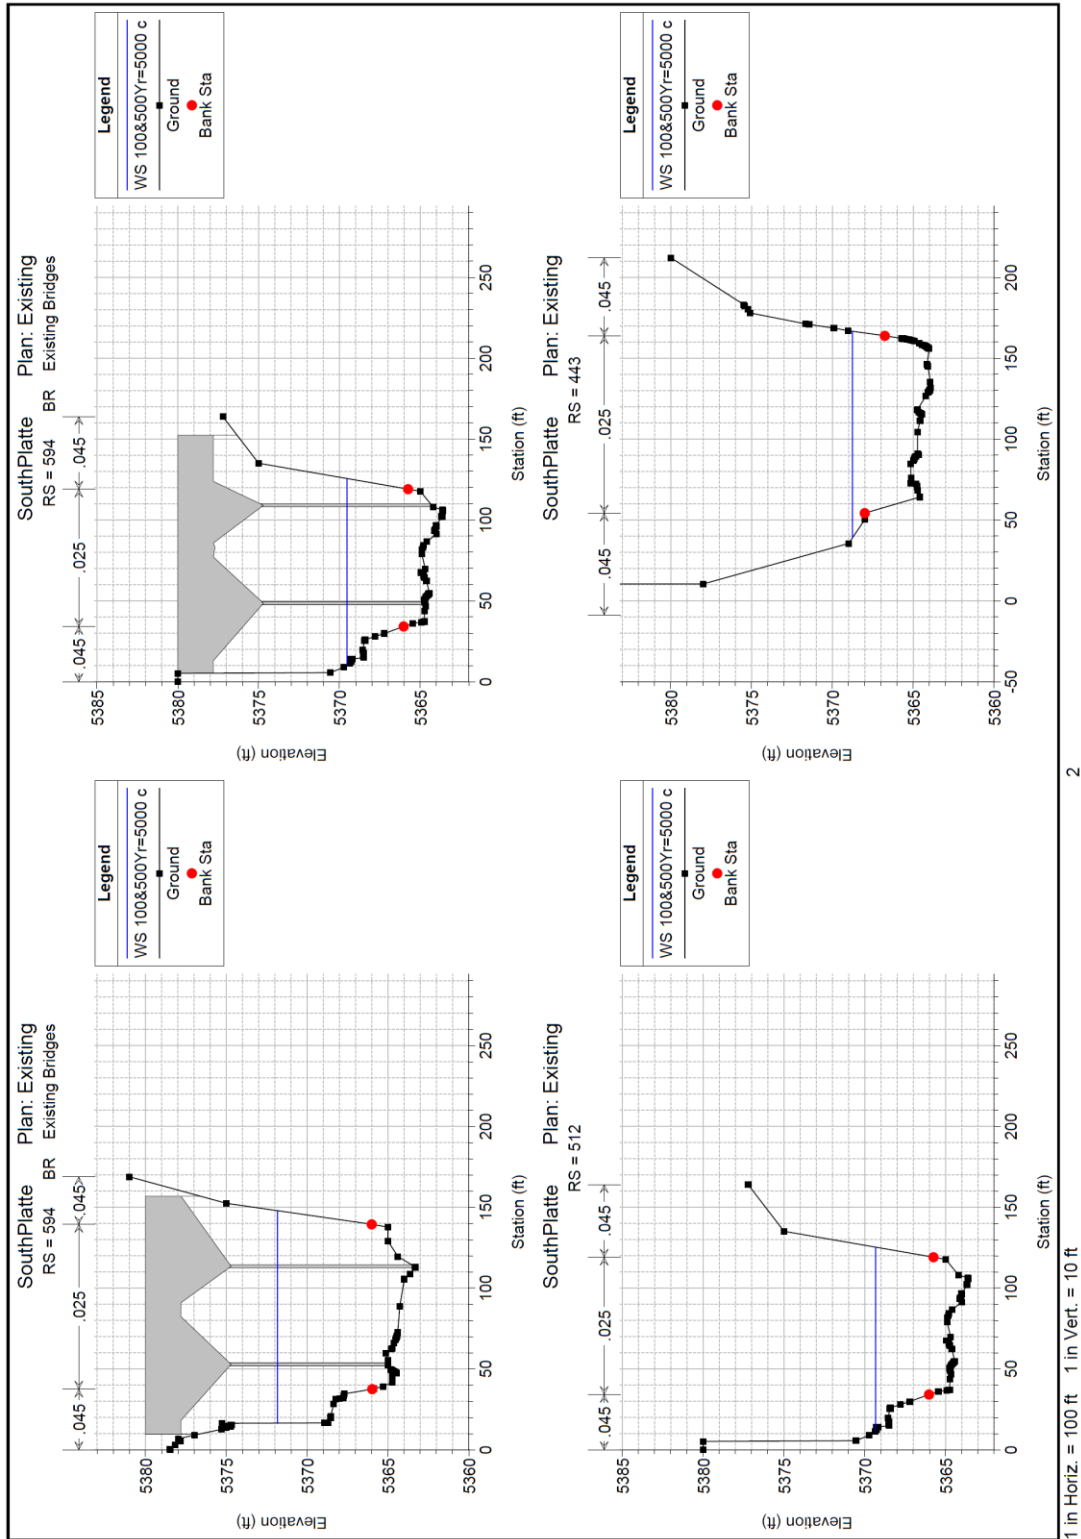 SouthPlatte Plan: Existing
RS = 594 BR Existing Bridges
.045
.025
.045
Legend
WS 100&500Yr=5000 c
Ground
Bank Sta
5380
5375
5370
5365
5360
Elevation (ft)
0 50 100 150 200 250
Station (ft)
SouthPlatte Plan: Existing
RS = 594 BR Existing Bridges
.045
.025
.045
Legend
WS 100&500Yr=5000 c
Ground
Bank Sta
5385
5380
5375
5370
5365
Elevation (ft)
0 50 100 150 200 250
Station (ft)
SouthPlatte Plan: Existing
RS = 512
.045
.025
.045
Legend
WS 100&500Yr=5000 c
Ground
Bank Sta
5385
5380
5375
5370
5365
Elevation (ft)
0 50 100 150 200 250
Station (ft)
SouthPlatte Plan: Existing
RS = 443
.045
.025
.045
Legend
WS 100&500Yr=5000 c
Ground
Bank Sta
5380
5375
5370
5365
5360
Elevation (ft)
-50 0 50 100 150 200
Station (ft)
1 in Horiz. = 100 ft 1 in Vert. = 10 ft
2